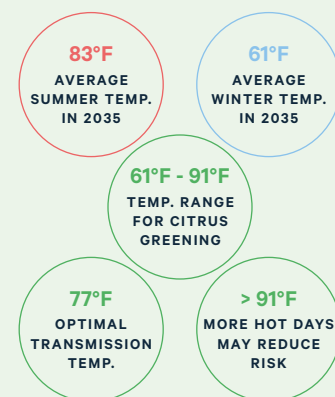 83°F
AVERAGE
SUMMER TEMP.
IN 2035
61°F
AVERAGE
WINTER TEMP.
IN 2035
61°F - 91°F
TEMP. RANGE
FOR CITRUS
GREENING
77°F
OPTIMAL
TRANSMISSION
TEMP.
> 91°F
MORE HOT DAYS
MAY REDUCE
RISK